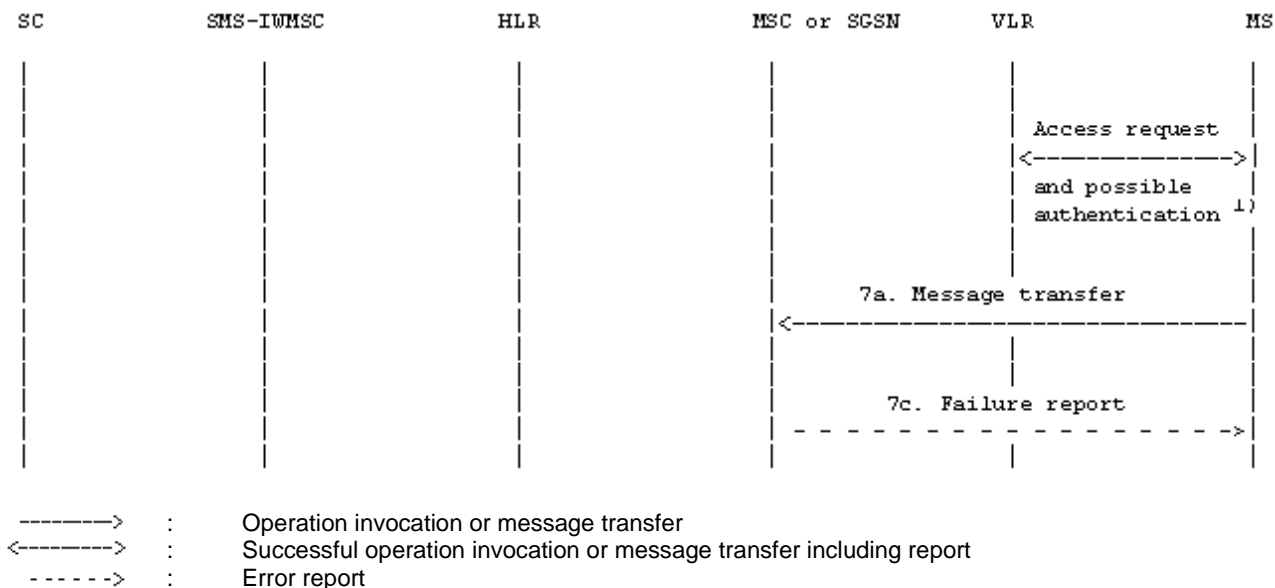 SC SMS-IWMSC HLR MSC or SGSN VLR MS
Access request
and possible
authentication 1)
7a. Message transfer
7c. Failure report
: Operation invocation or message transfer
: Successful operation invocation or message transfer including report
: Error report